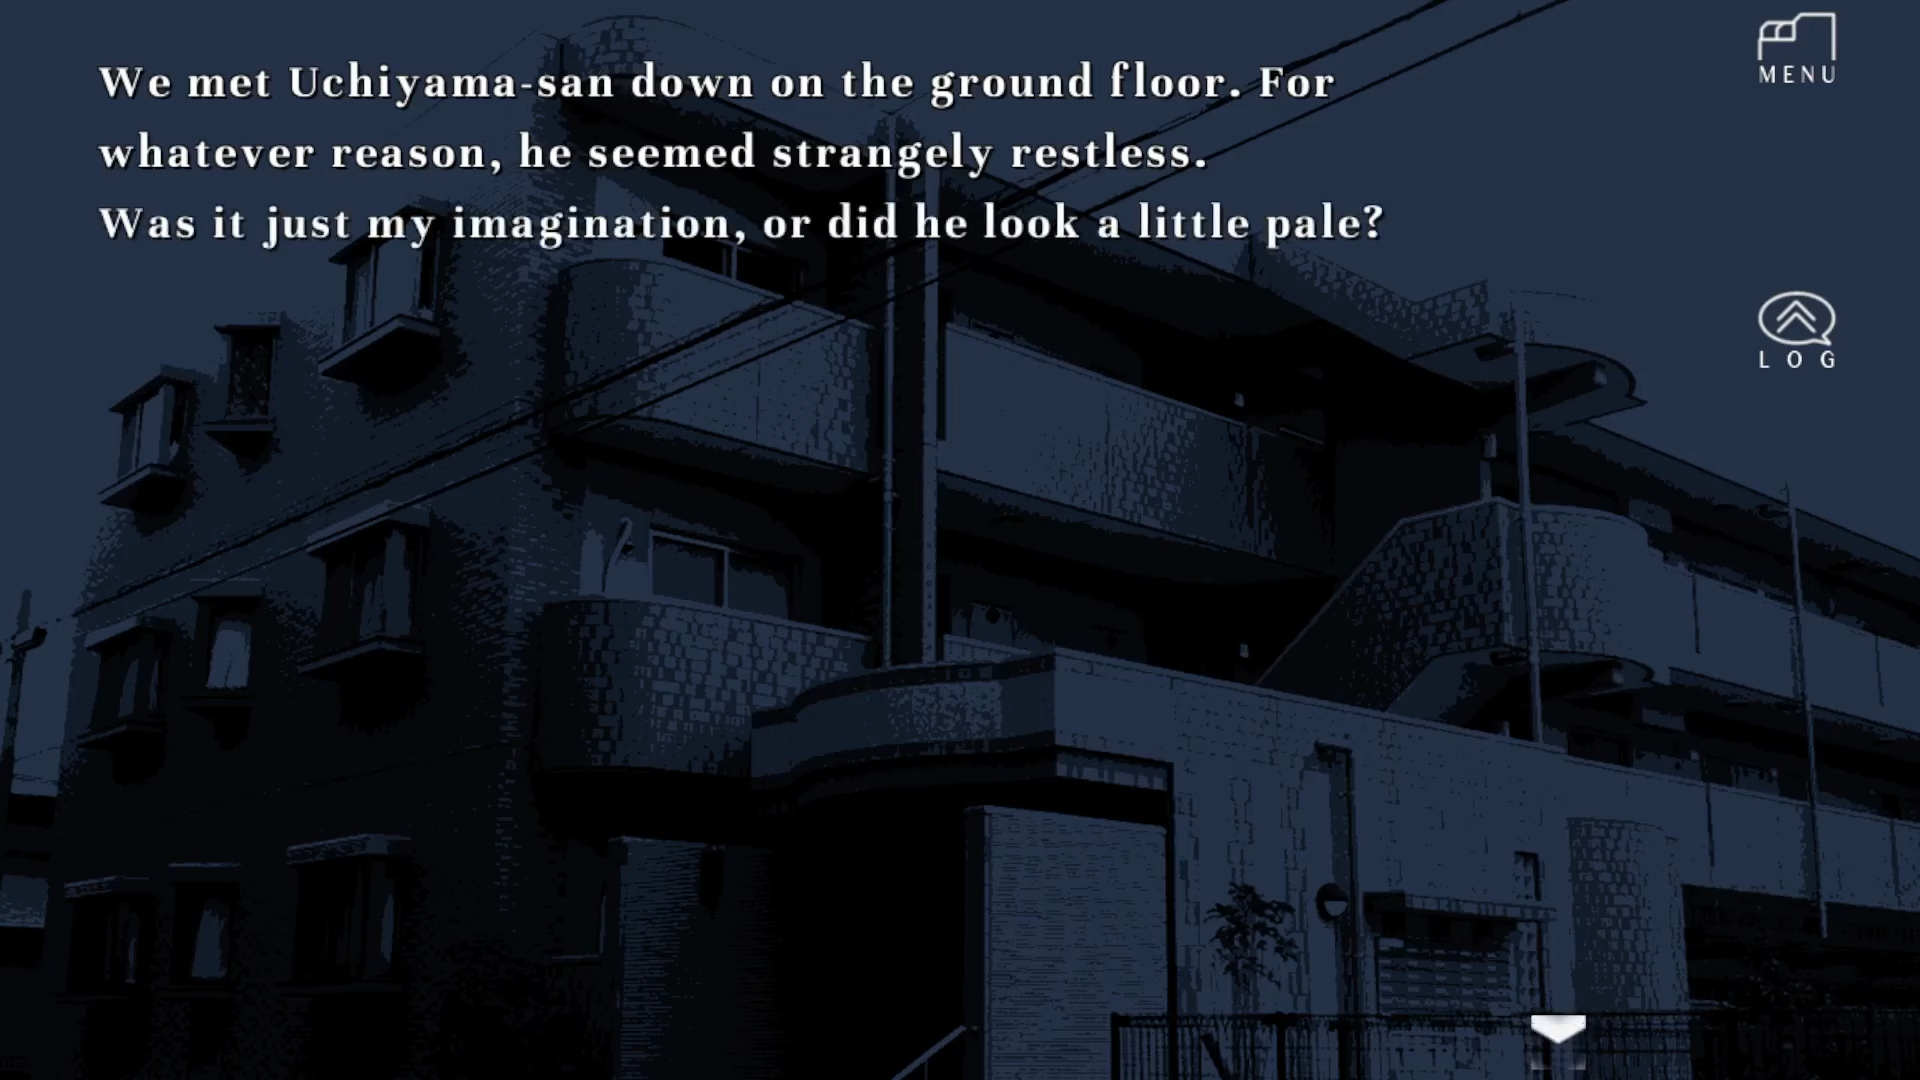 We met Uchiyama-san down on the ground floor. For
whatever reason, he seemed strangely restless.
Was it just my imagination, or did he look a little pale?
MENU
LOG